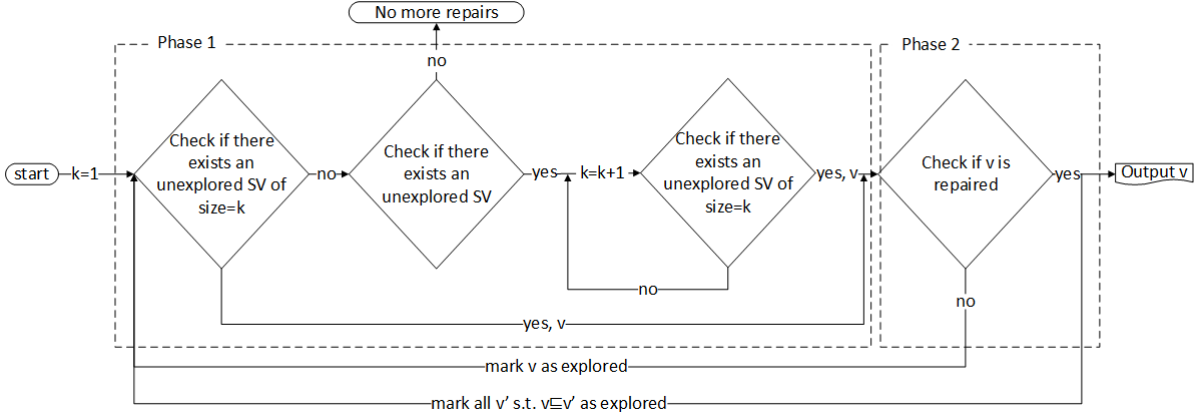 No more repairs
Phase 1
Phase 2
no
Check if there
exists an
unexplored SV of
size=k
Check if there
exists an
unexplored SV
Check if there
exists an
unexplored SV of
size=k
Check if v is
repaired
start
k=1
no
yes
k=k+1
yes, v
yes
Output v
no
no
yes, v
mark v as explored
mark all v’ s.t. v⊑v’ as explored